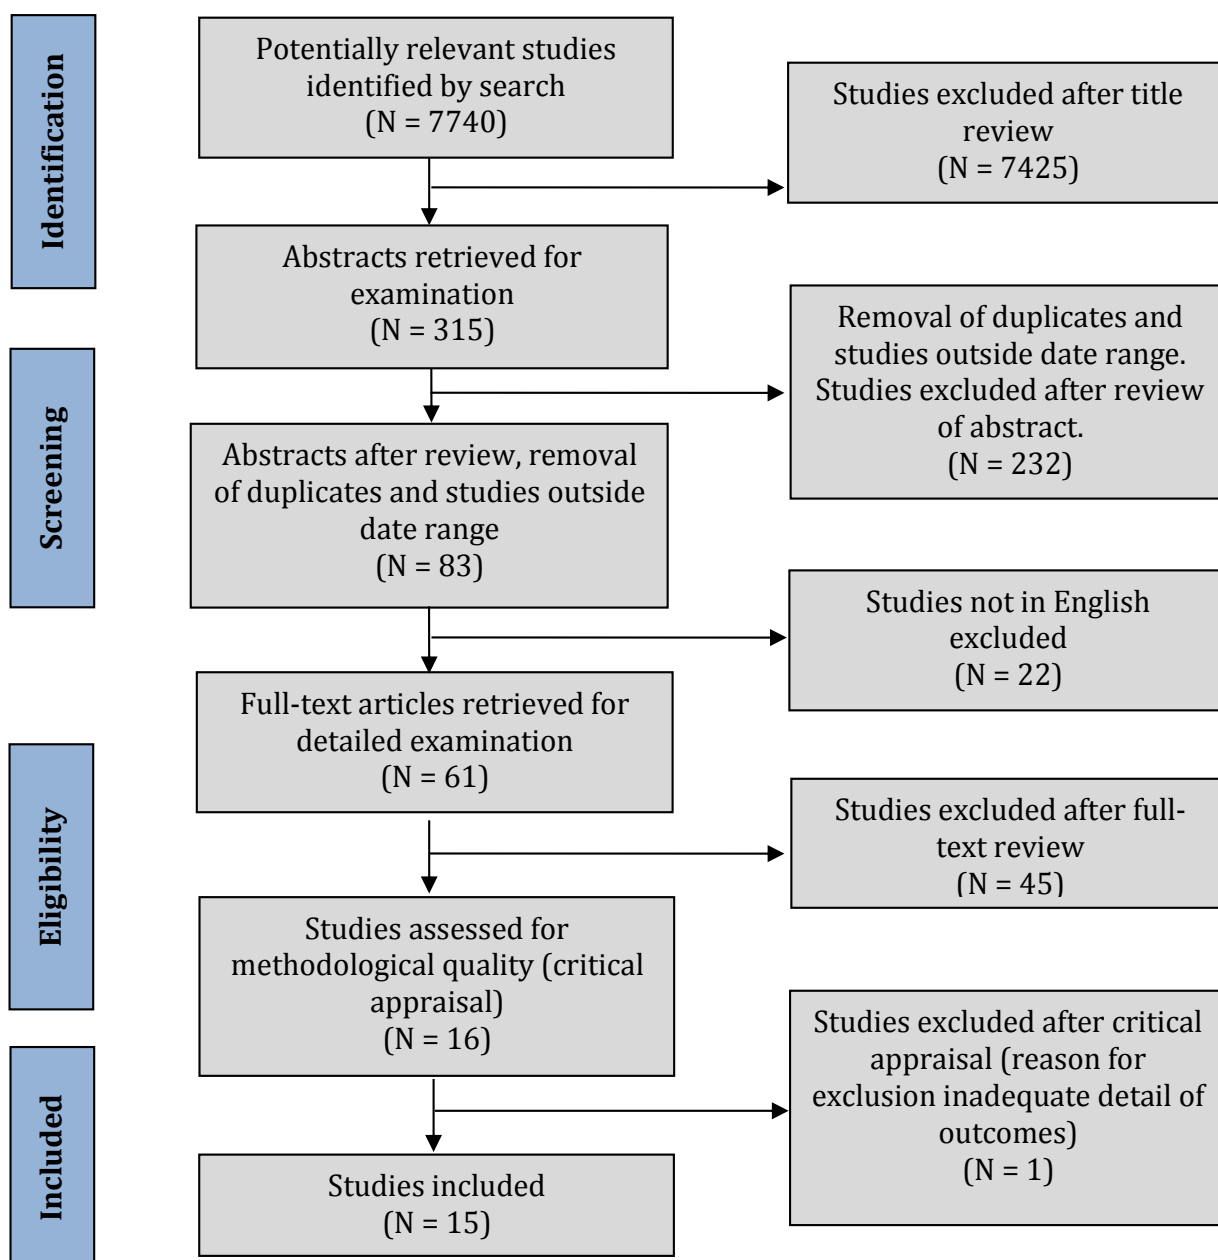 Identification
Potentially relevant studies
identified by search
(N = 7740)
Studies excluded after title
review
(N = 7425)
Abstracts retrieved for
examination
(N = 315)
Screening
Removal of duplicates and
studies outside date range.
Studies excluded after review
of abstract.
(N = 232)
Abstracts after review, removal
of duplicates and studies outside
date range
(N = 83)
Studies not in English
excluded
(N = 22)
Full-text articles retrieved for
detailed examination
(N = 61)
Eligibility
Studies excluded after full-
text review
(N = 45)
Studies assessed for
methodological quality (critical
appraisal)
(N = 16)
Included
Studies excluded after critical
appraisal (reason for
exclusion inadequate detail of
outcomes)
(N = 1)
Studies included
(N = 15)